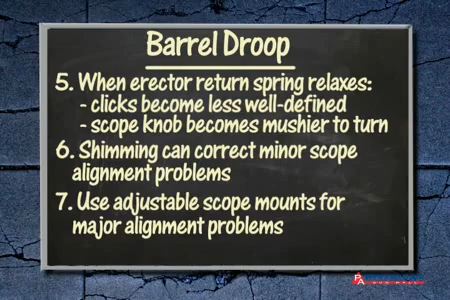 Barrel Droop
5. When erector return spring relaxes:
- clicks become less well-defined
- scope knob becomes mushier to turn
6. Shimming can correct minor scope
alignment problems
7. Use adjustable scope mounts for
major alignment problems